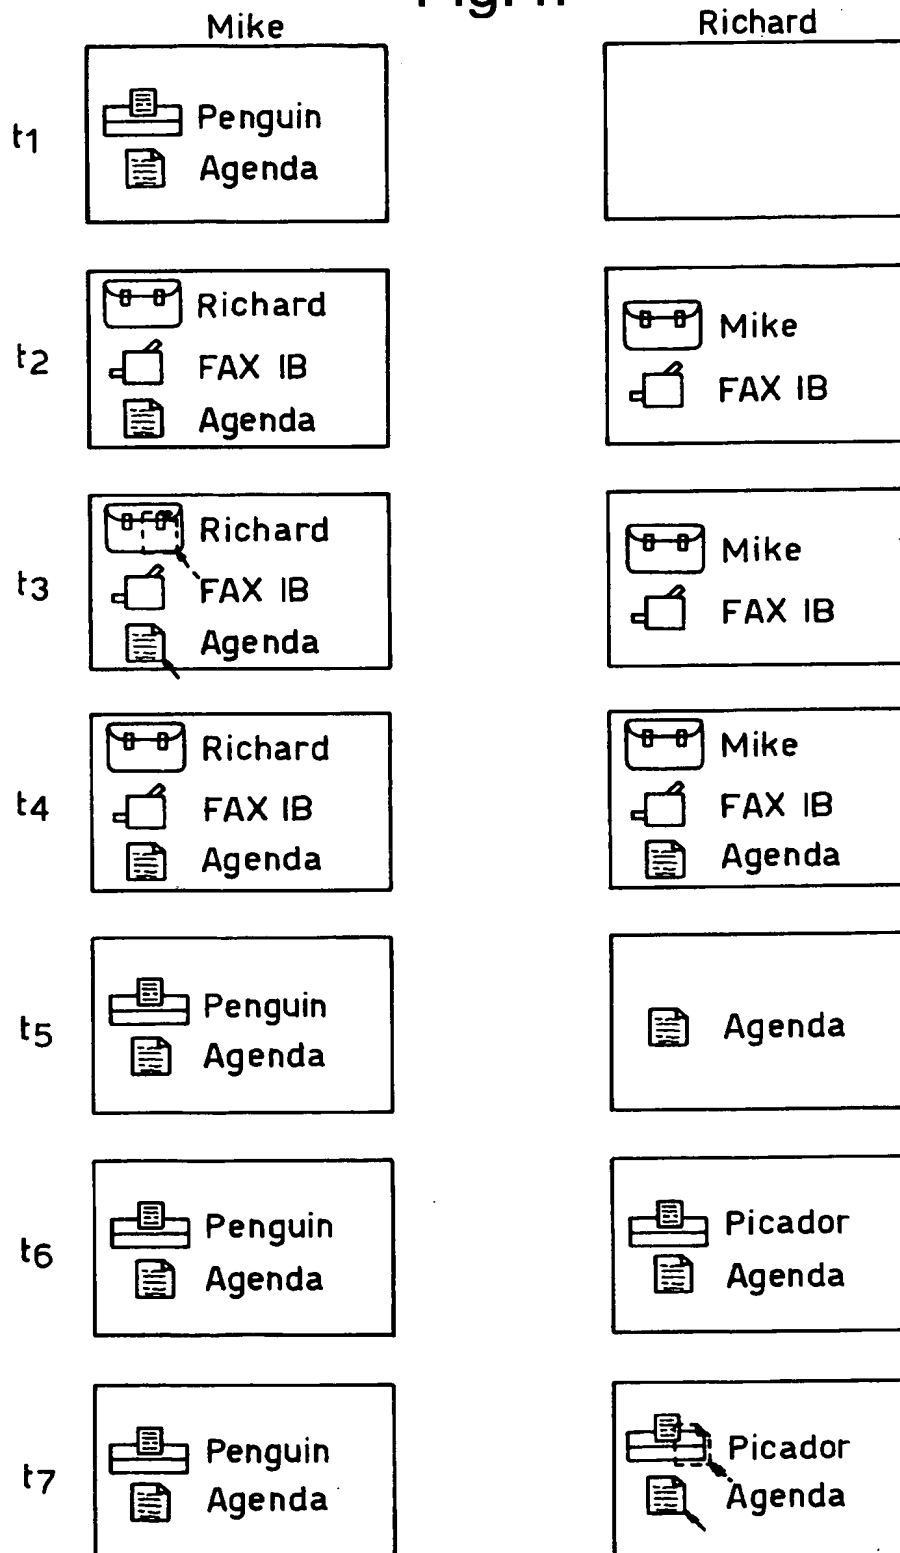 Mike
Richard
t1
Penguin
Agenda
t2
Richard
FAX IB
Agenda
Mike
FAX IB
t3
Richard
FAX IB
Agenda
Mike
FAX IB
t4
Richard
FAX IB
Agenda
Mike
FAX IB
Agenda
t5
Penguin
Agenda
Agenda
t6
Penguin
Agenda
Picador
Agenda
t7
Penguin
Agenda
Picador
Agenda